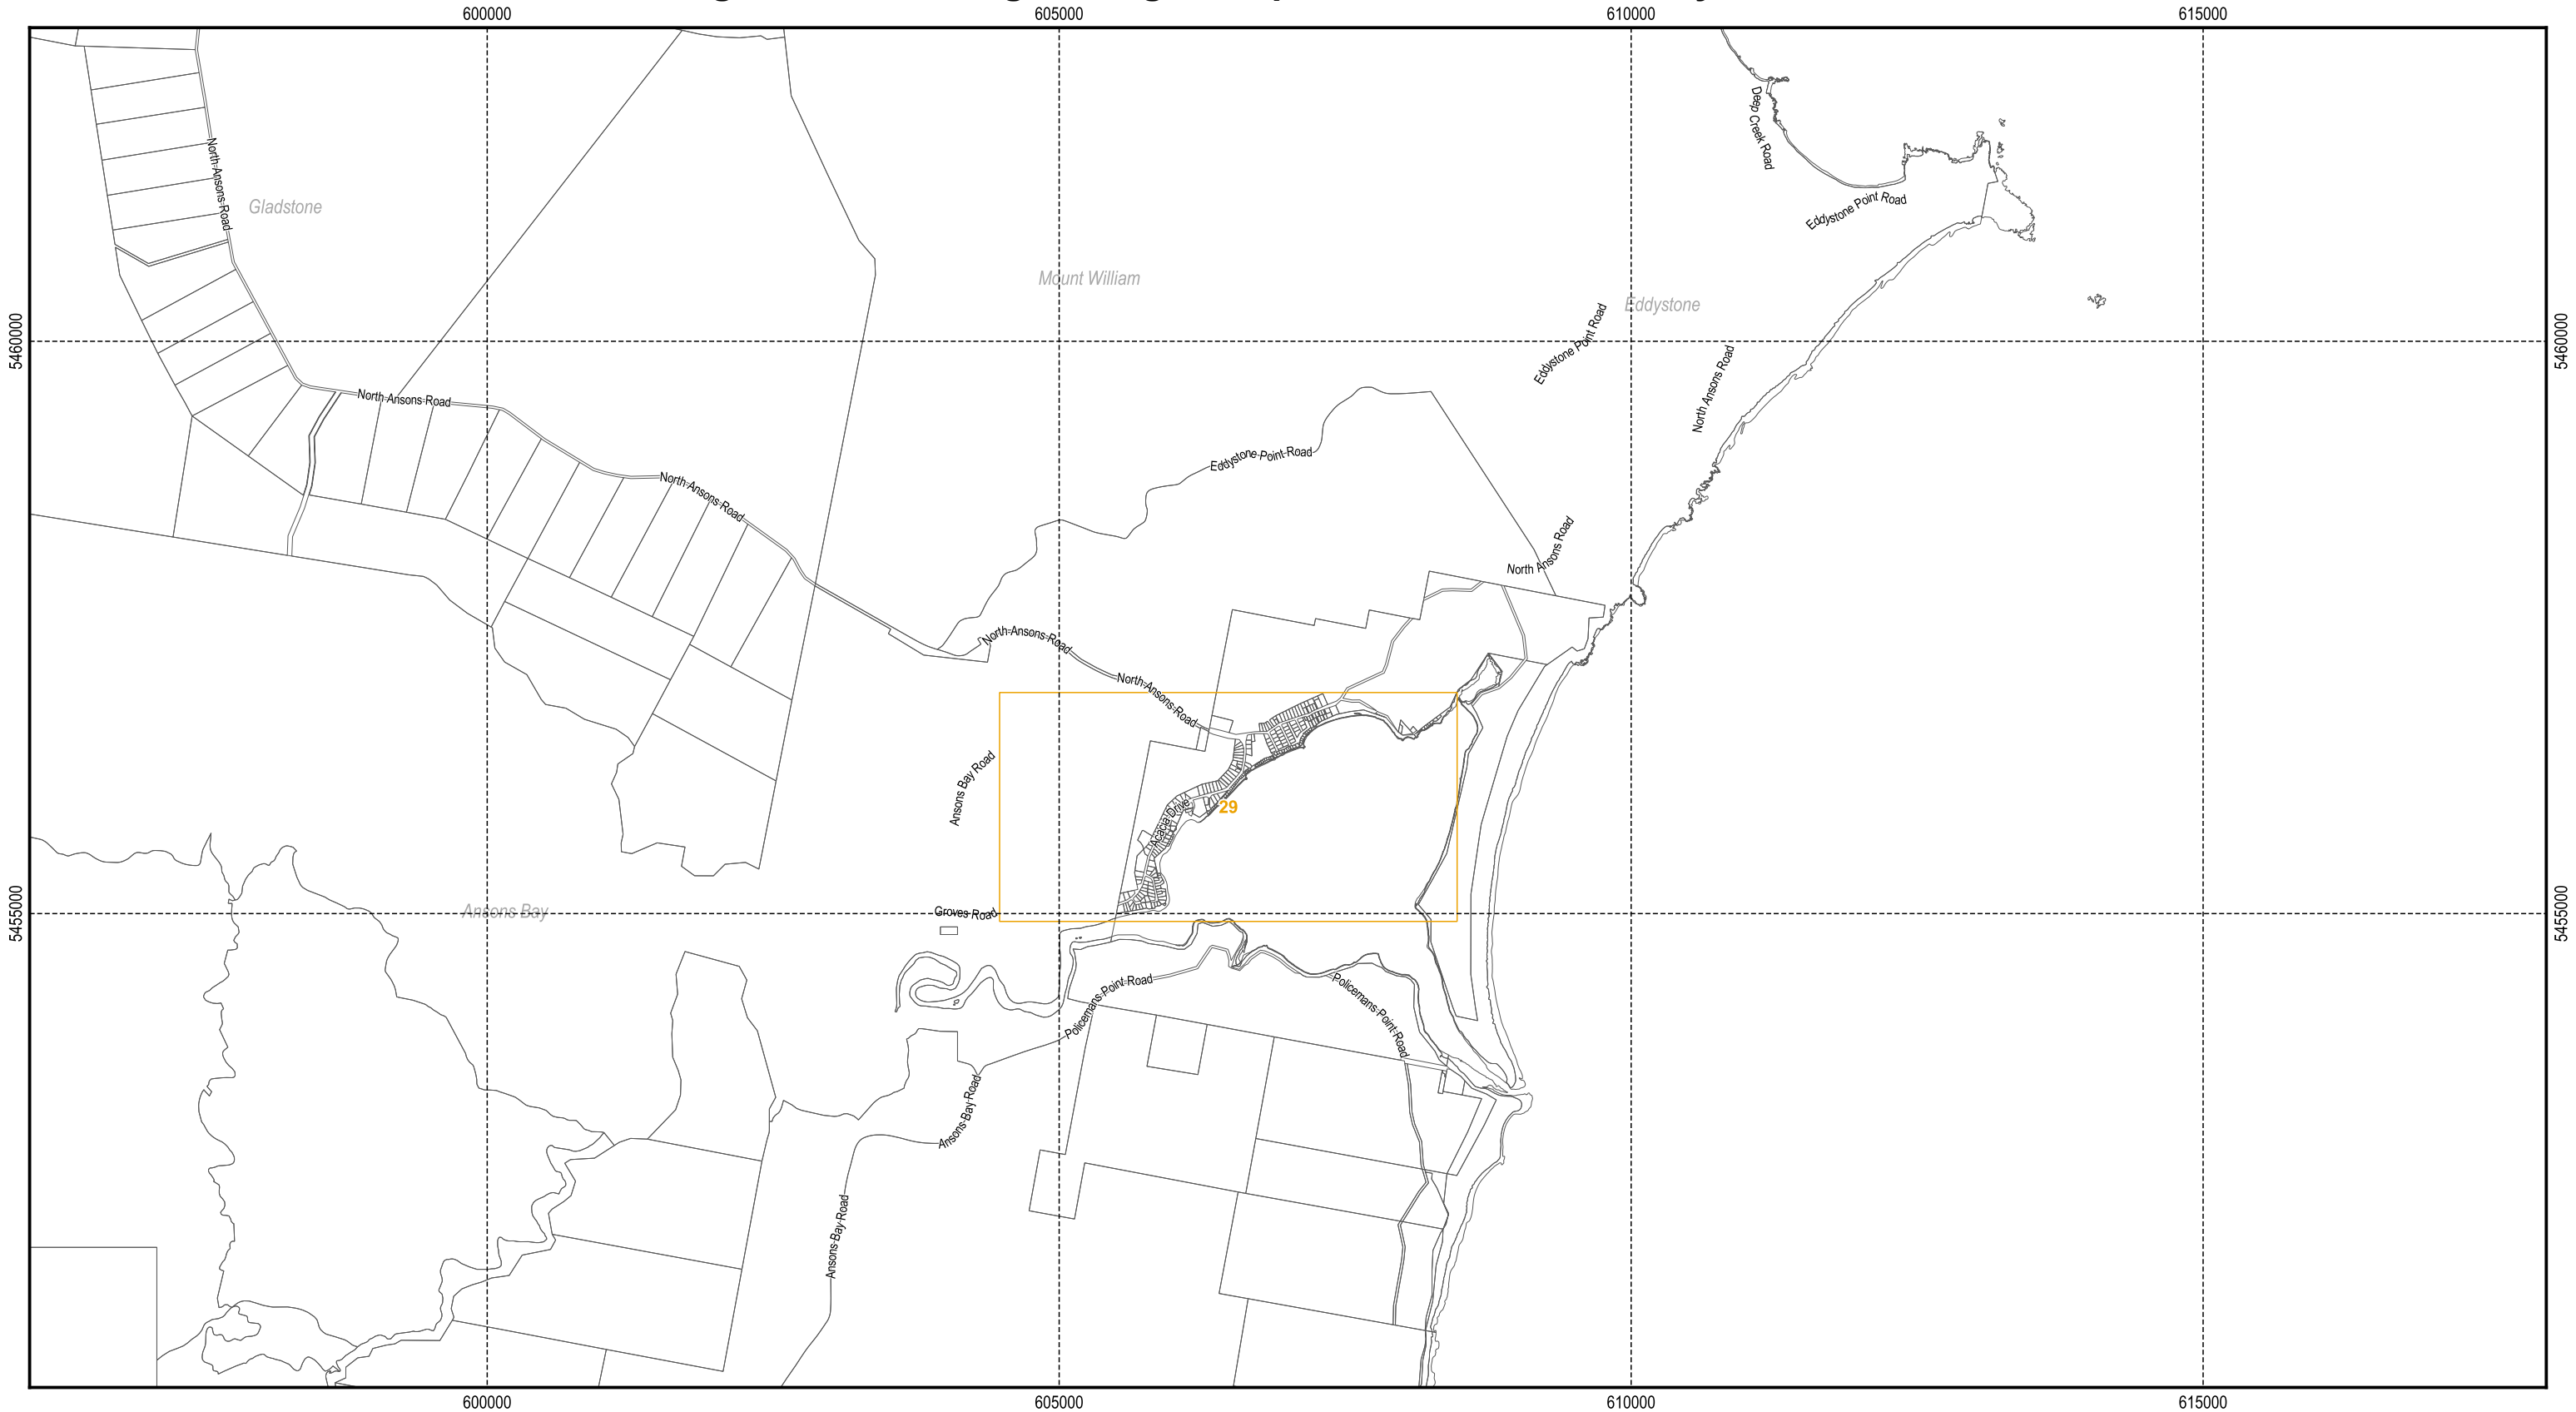 600000
605000
610000
615000
Deep Creek Road
North Ansons Road
Gladstone
Eddystone Point Road
Mount William
Eddystone
Eddystone Point Road
5460000
5460000
North Ansons Road
North Ansons Road
Eddystone Point Road
North Ansons Road
North Ansons Road
North Ansons Road
North Ansons Road
Ansons Bay Road
Acacia Drive
29
5455000
Ansons Bay
Groves Road
5455000
Policemans Point Road
Policemans Point Road
Ansons Bay Road
Ansons Bay Road
600000
605000
610000
615000